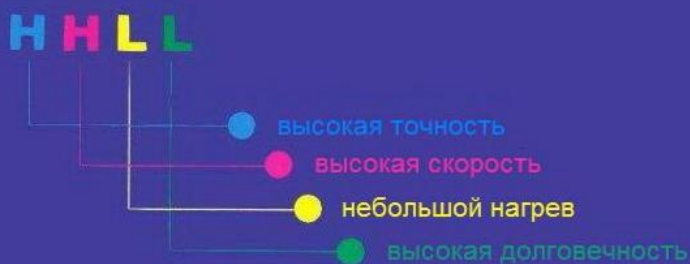 HHLL
высокая точность
высокая скорость
небольшой нагрев
высокая долговечность